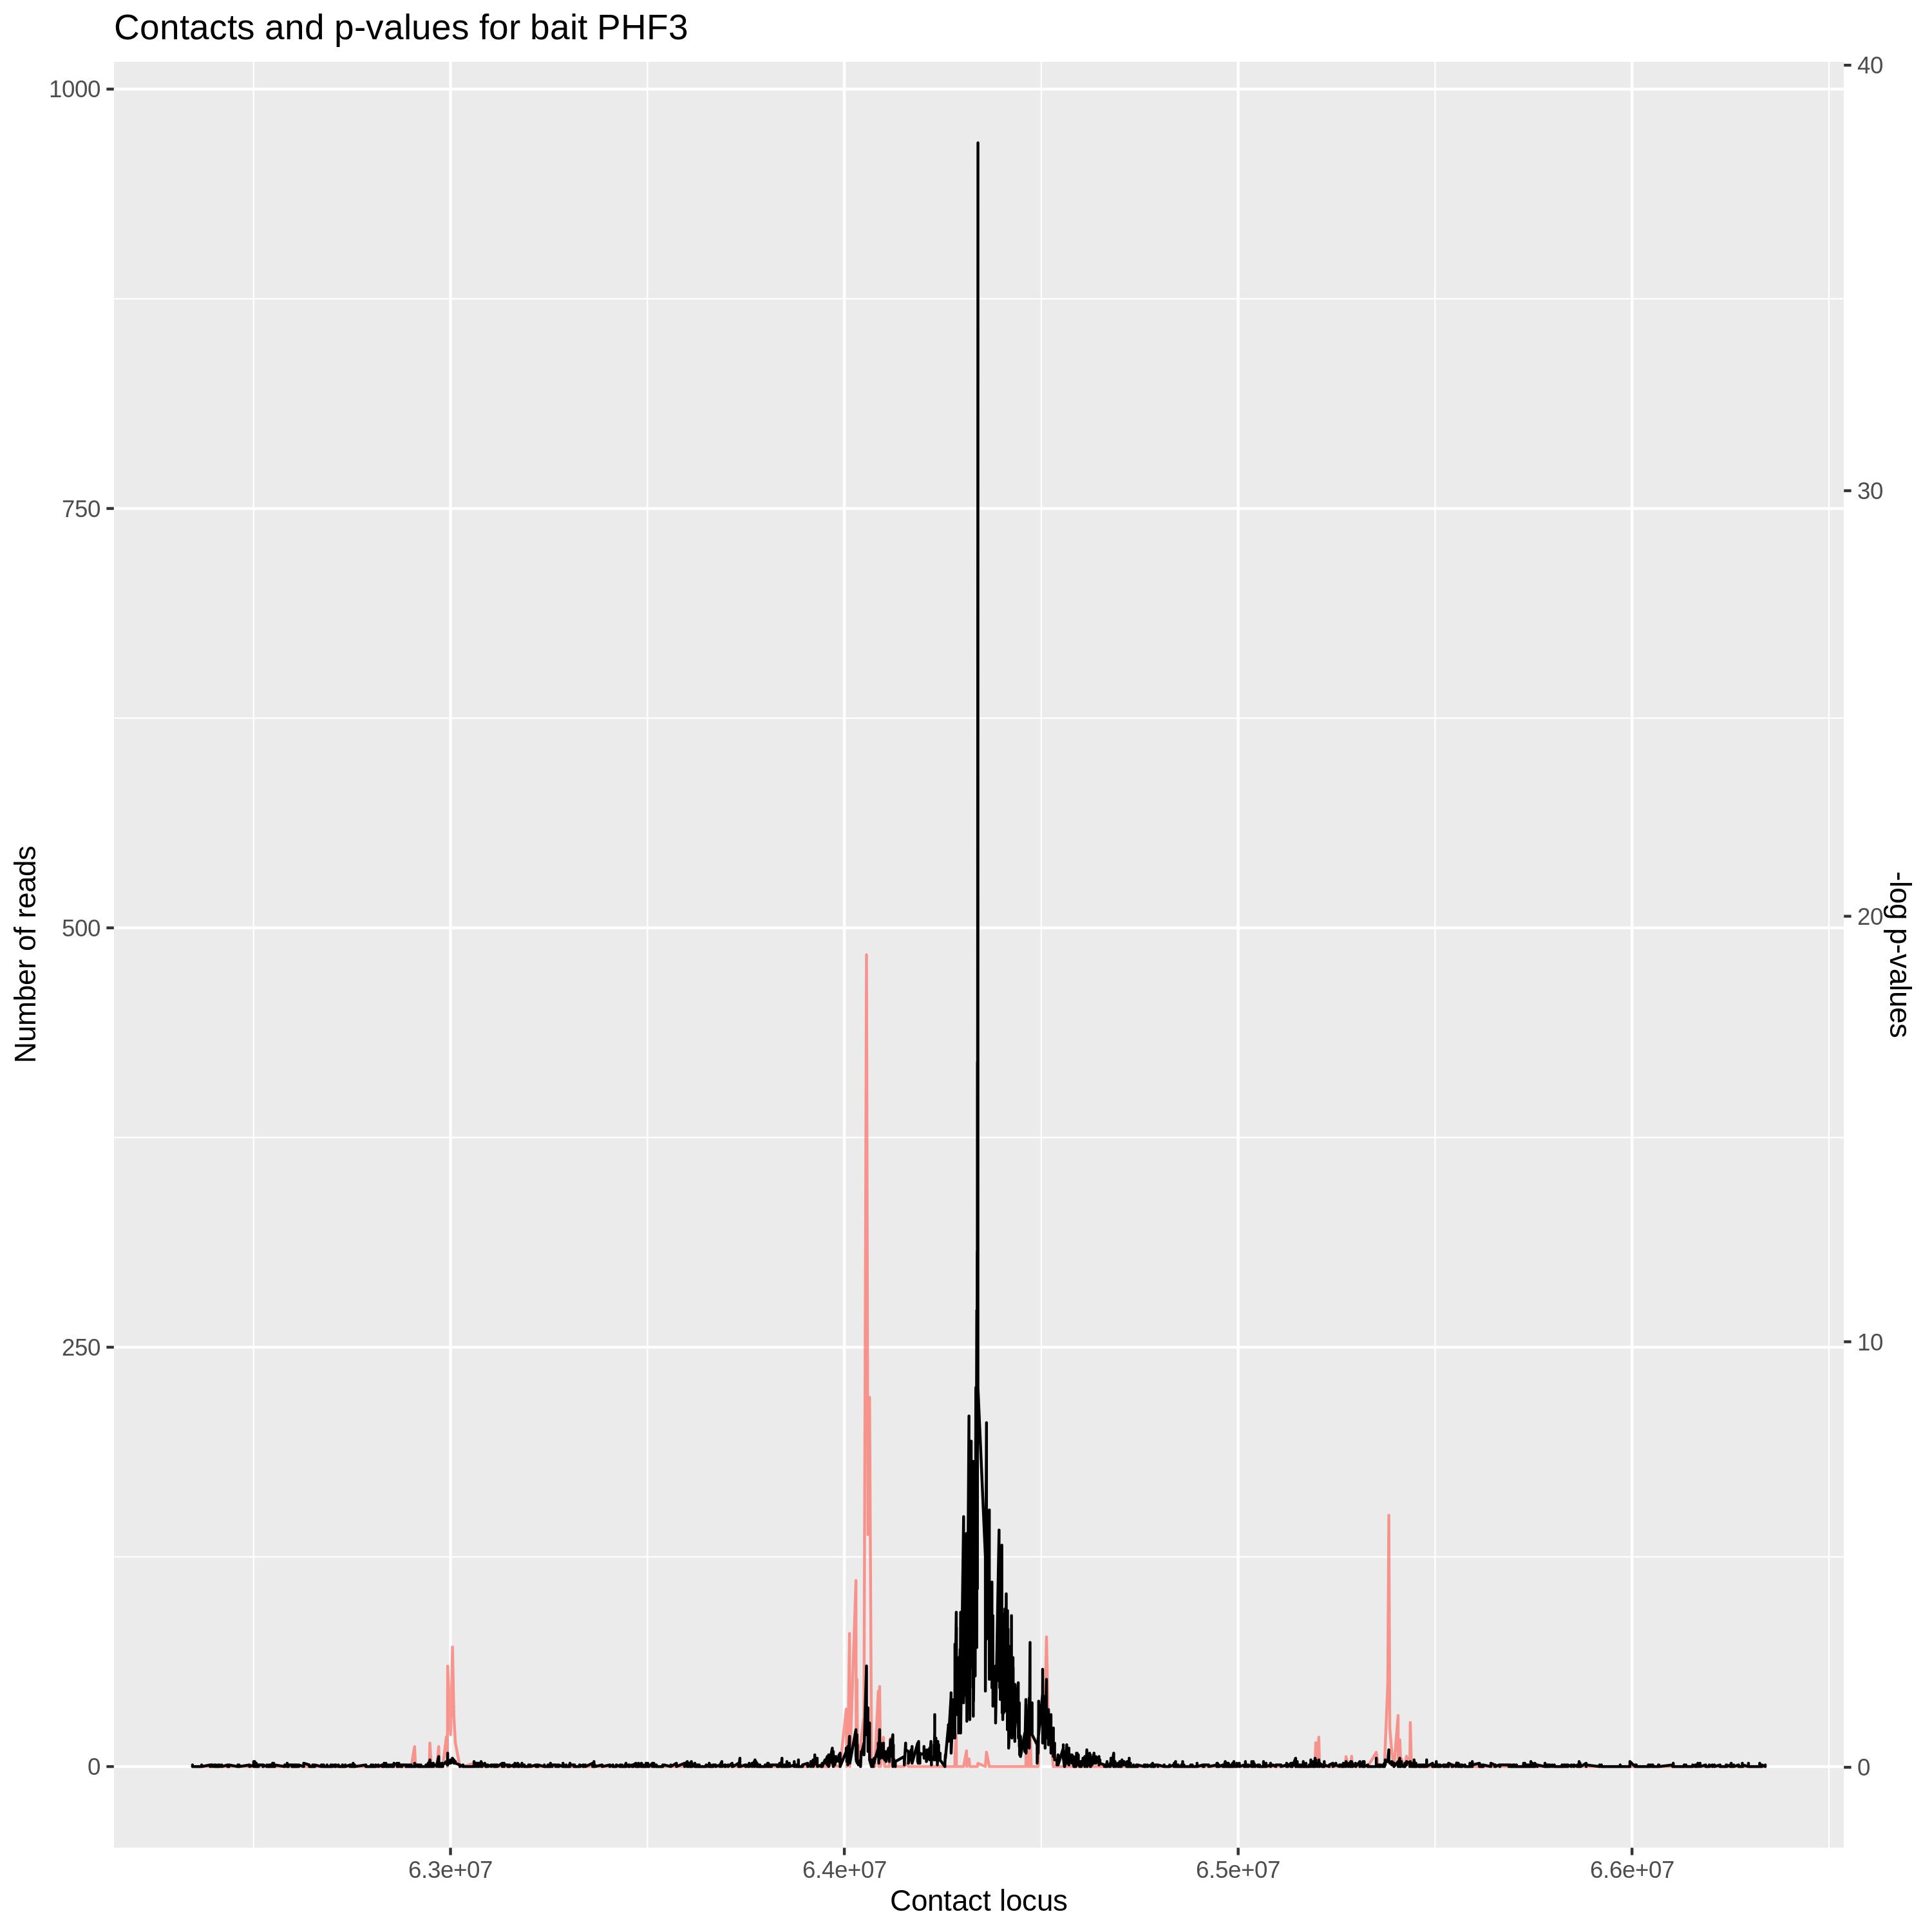 Contacts and p-values for bait PHF3
1000
750
500
250
0
Number of reads
40
30
20
10
0
-log p-values
6.3e+07
6.4e+07
6.5e+07
6.6e+07
Contact locus